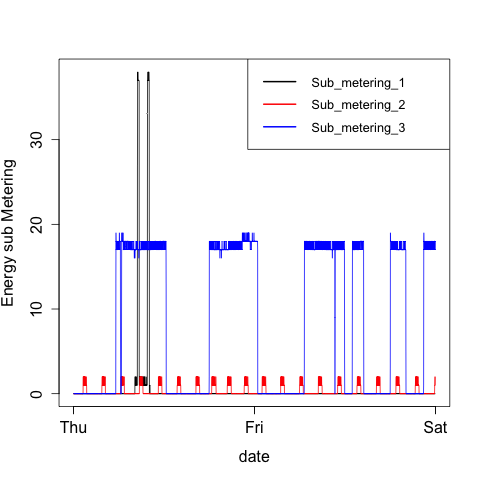 Sub_metering_1
Sub_metering_2
Sub_metering_3
Energy sub Metering
30
20
10
0
Thu Fri Sat
date